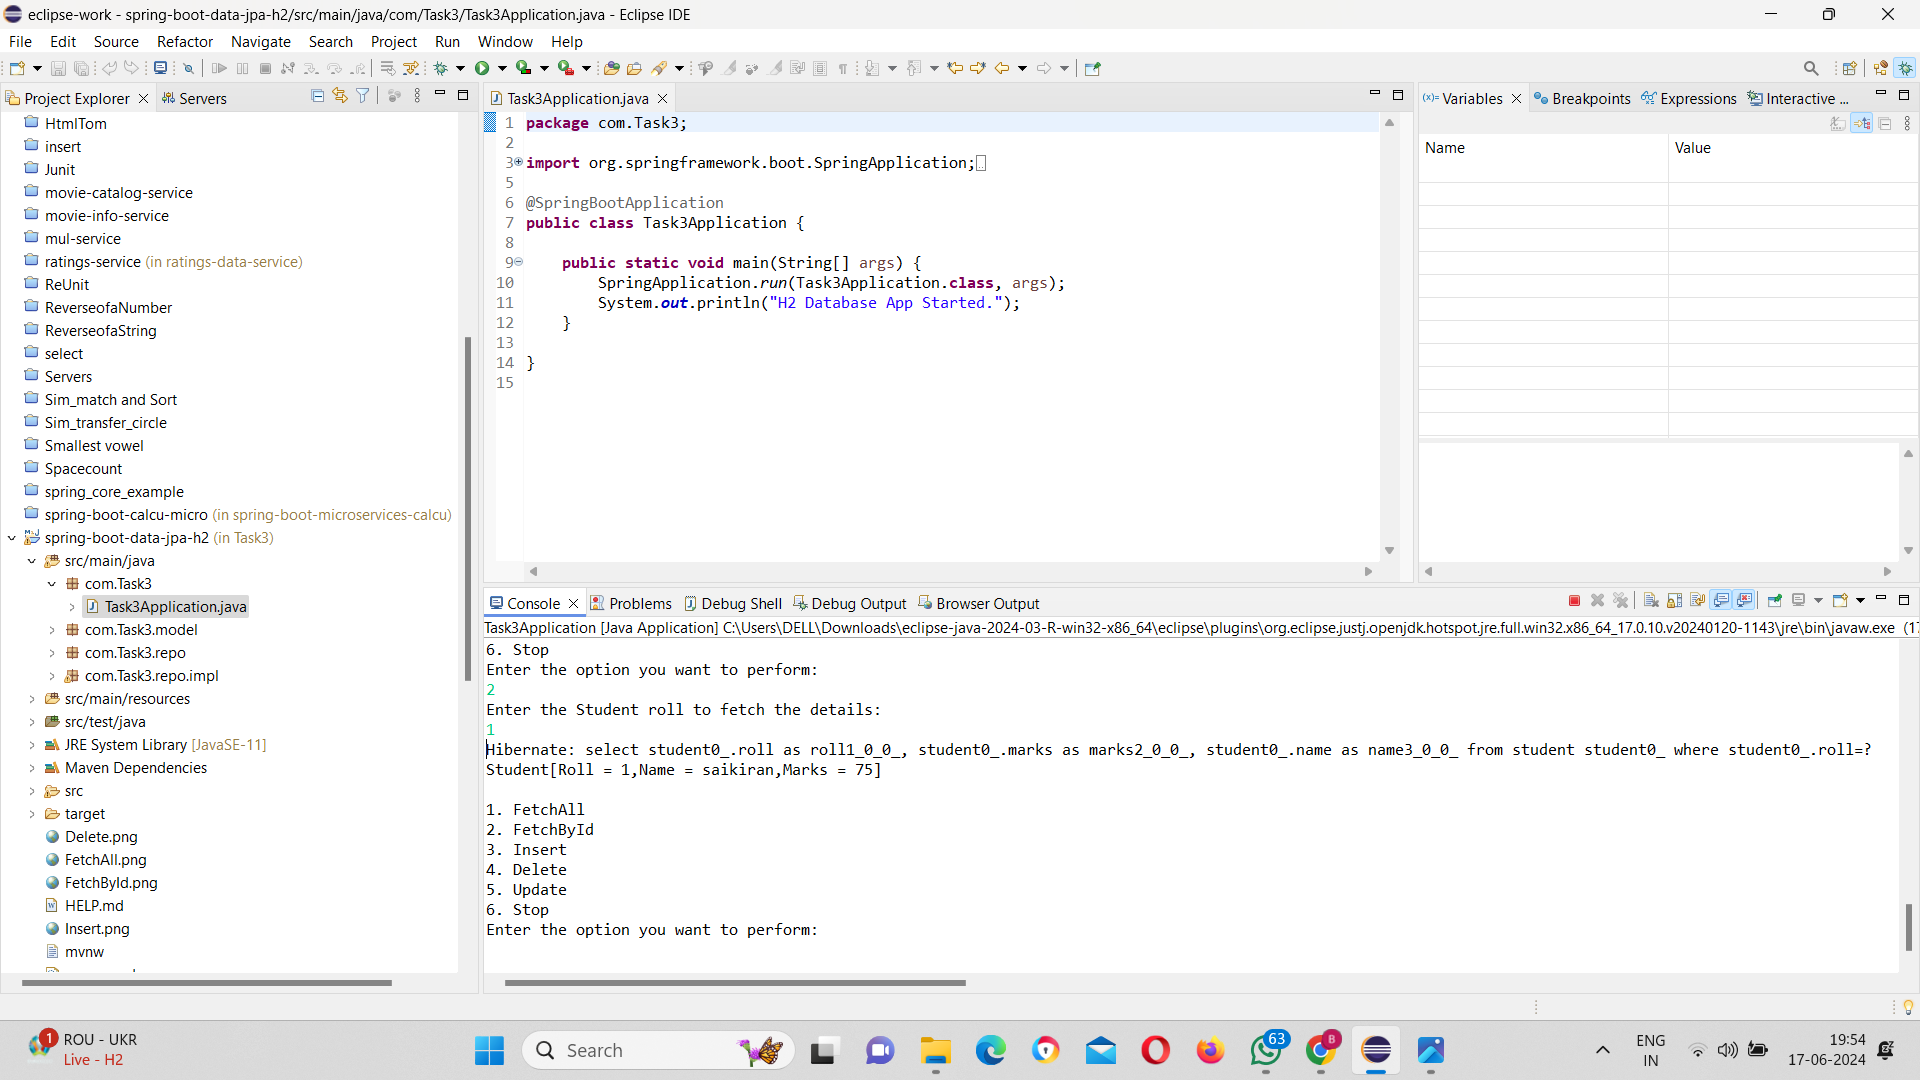 eclipse-work - spring-boot-data-jpa-h2/src/main/java/com/Task3/Task3Application.java - Eclipse IDE
File Edit Source Refactor Navigate Search Project Run Window Help
Project Explorer Servers
HtmlTom
insert
Junit
movie-catalog-service
movie-info-service
mul-service
ratings-service (in ratings-data-service)
ReUnit
ReverseofaNumber
ReverseofaString
select
Servers
Sim_match and Sort
Sim_transfer_circle
Smallest vowel
Spacecount
spring_core_example
spring-boot-calcu-micro (in spring-boot-microservices-calcu)
spring-boot-data-jpa-h2 (in Task3)
src/main/java
com.Task3
Task3Application.java
com.Task3.model
com.Task3.repo
com.Task3.repo.impl
src/main/resources
src/test/java
JRE System Library [JavaSE-11]
Maven Dependencies
src
target
Delete.png
FetchAll.png
FetchById.png
HELP.md
Insert.png
mvnw
Task3Application.java
1 package com.Task3;
2
3 import org.springframework.boot.SpringApplication;
5
6 @SpringBootApplication
7 public class Task3Application {
8
9 public static void main(String[] args) {
10 SpringApplication.run(Task3Application.class, args);
11 System.out.println("H2 Database App Started.");
12 }
13
14 }
15
(x)= Variables Breakpoints Expressions Interactive ...
Name Value
Console Problems Debug Shell Debug Output Browser Output
Task3Application [Java Application] C:\Users\DELL\Downloads\eclipse-java-2024-03-R-win32-x86_64\eclipse\plugins\org.eclipse.justj.openjdk.hotspot.jre.full.win32.x86_64_17.0.10.v20240120-1143\jre\bin\javaw.exe (17
6. Stop
Enter the option you want to perform:
2
Enter the Student roll to fetch the details:
1
Hibernate: select student0_.roll as roll1_0_0_, student0_.marks as marks2_0_0_, student0_.name as name3_0_0_ from student student0_ where student0_.roll=?
Student[Roll = 1,Name = saikiran,Marks = 75]
1. FetchAll
2. FetchById
3. Insert
4. Delete
5. Update
6. Stop
Enter the option you want to perform:
1
ROU - UKR
Live - H2
Search
63
B
ENG
IN
19:54
17-06-2024